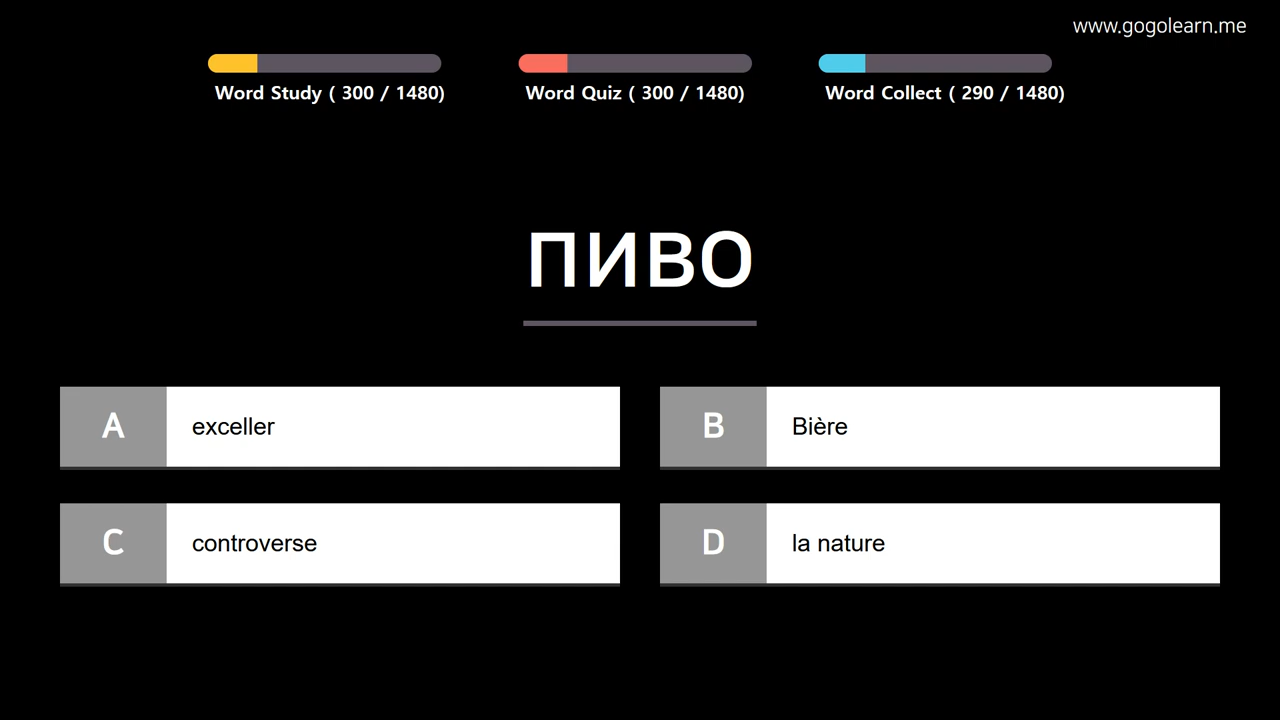 www.gogolearn.me
Word Study ( 300 / 1480)
Word Quiz ( 300 / 1480)
Word Collect ( 290 / 1480)
пиво
A exceller
B Bière
C controverse
D la nature